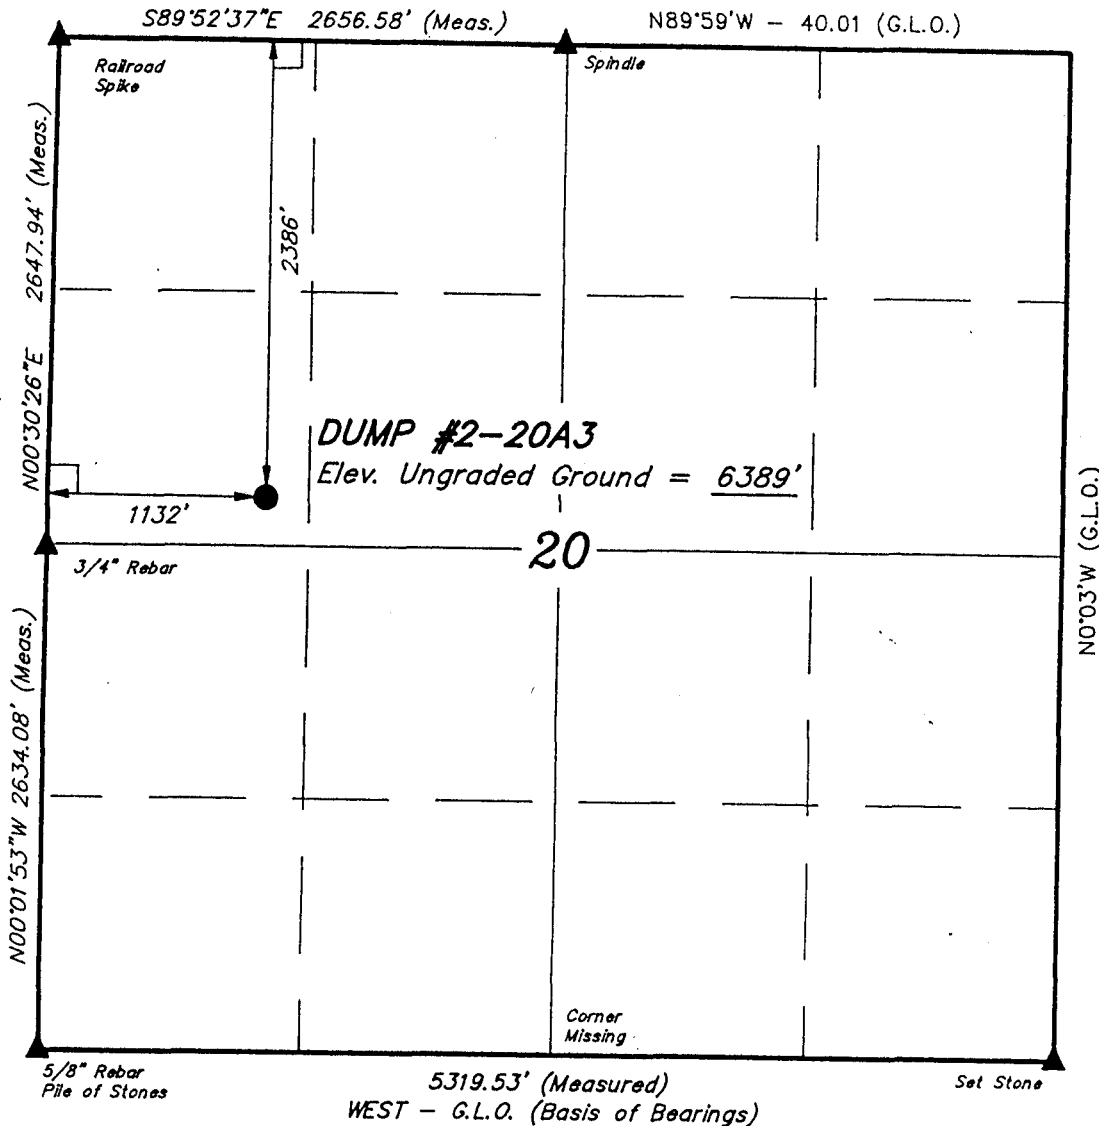 S89°52'37"E 2656.58' (Meas.)
N89°59'W – 40.01 (G.L.O.)
Railroad
Spike
Spindle
N00°30'26"E 2647.94' (Meas.)
2386'
DUMP #2-20A3
Elev. Ungraded Ground = 6389'
1132'
20
3/4" Rebar
N0°03'W (G.L.O.)
N00°01'53"W 2634.08' (Meas.)
Corner
Missing
5/8" Rebar
Pile of Stones
5319.53' (Measured)
WEST – G.L.O. (Basis of Bearings)
Set Stone